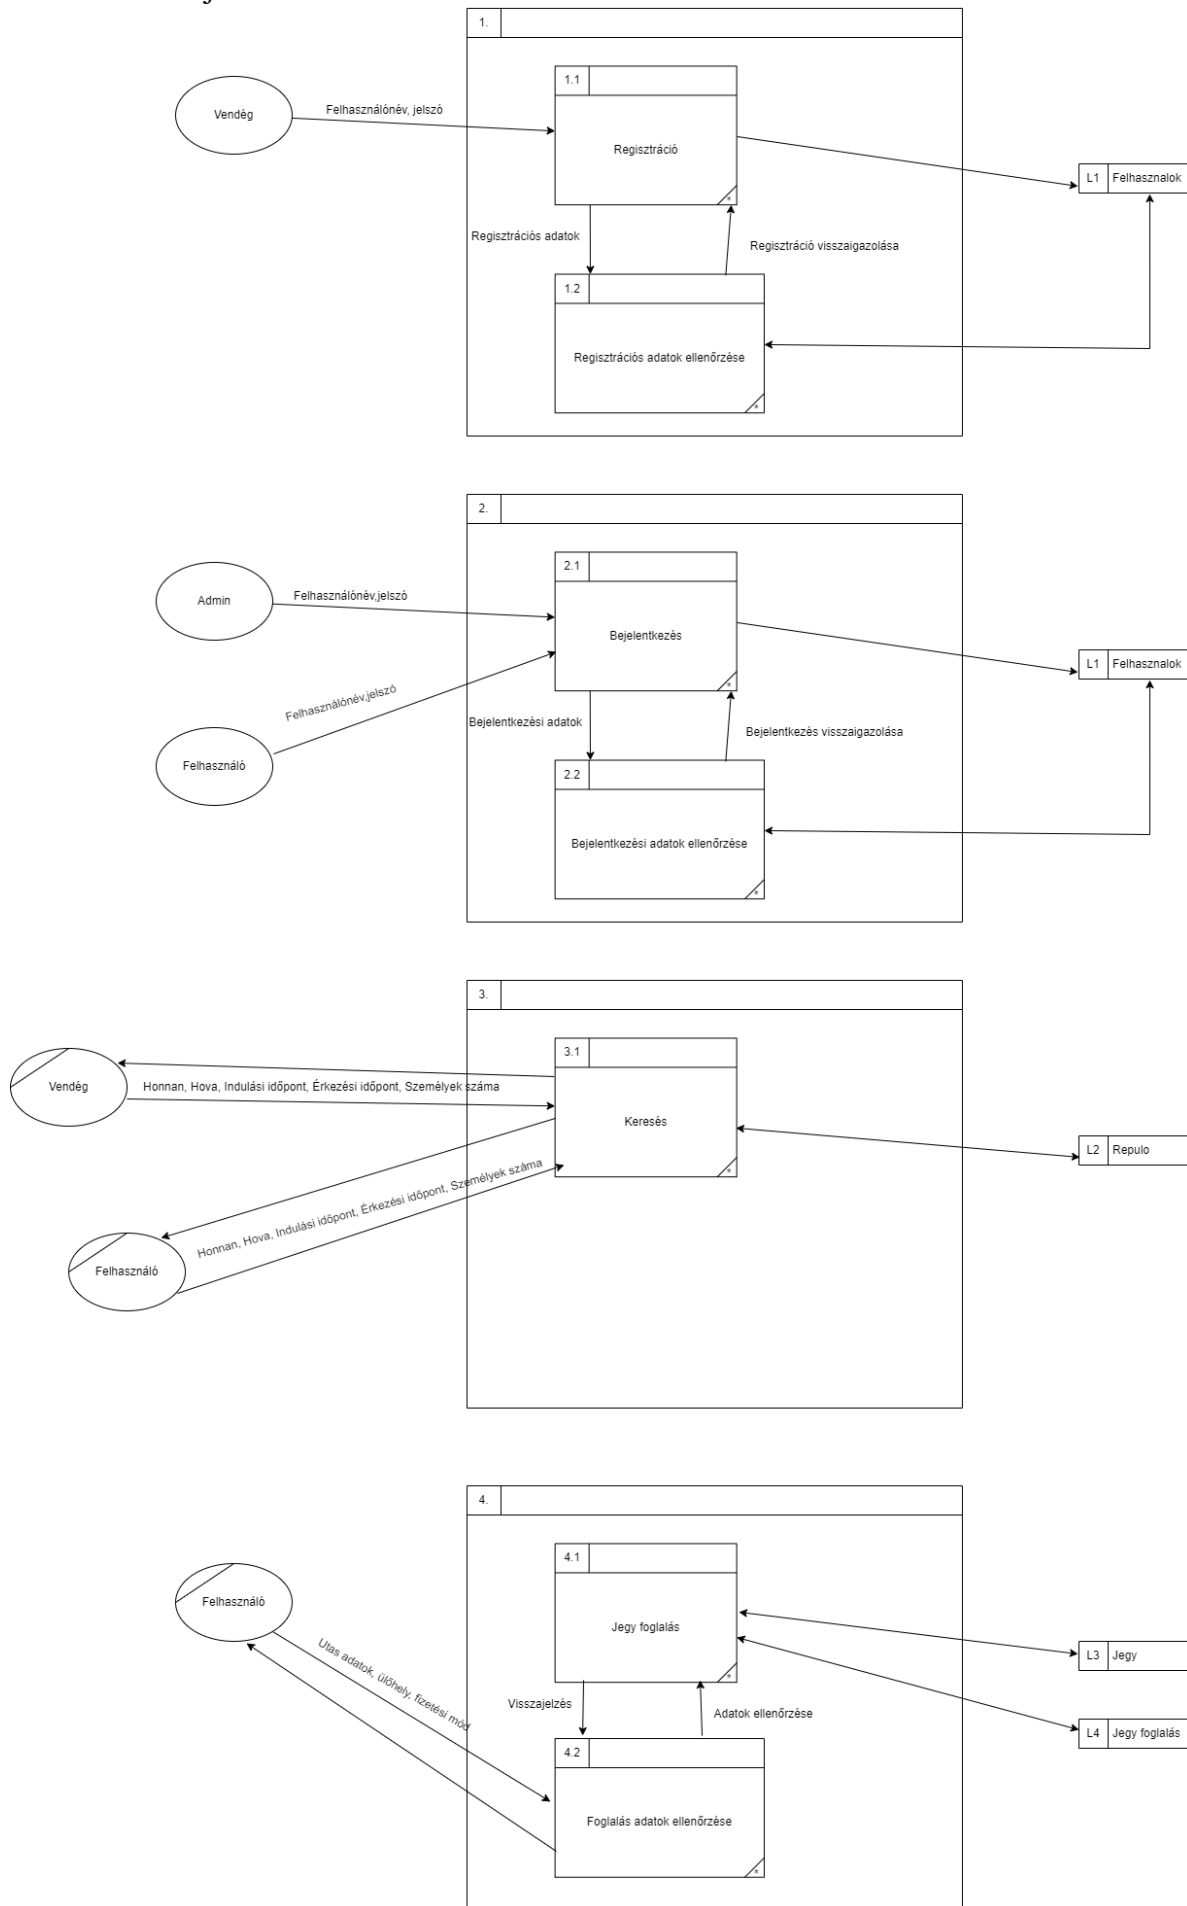 1.
1.1
Vendég
Felhasználónév, jelszó
Regisztráció
L1 Felhasznalok
*
Regisztrációs adatok
Regisztráció visszaigazolása
1.2
Regisztrációs adatok ellenőrzése
*
2.
2.1
Admin
Felhasználónév,jelszó
Bejelentkezés
L1 Felhasznalok
*
Felhasználónév,jelszó
Bejelentkezési adatok
Bejelentkezés visszaigazolása
Felhasználó
2.2
Bejelentkezési adatok ellenőrzése
*
3.
3.1
Vendég
Honnan, Hova, Indulási időpont, Érkezési időpont, Személyek száma
Keresés
L2 Repulo
*
Honnan, Hova, Indulási időpont, Érkezési időpont, Személyek száma
Felhasználó
4.
4.1
Felhasználó
Jegy foglalás
L3 Jegy
*
Utas adatok, ülőhely, fizetési mód
Visszajelzés
Adatok ellenőrzése
L4 Jegy foglalás
4.2
Foglalás adatok ellenőrzése
*